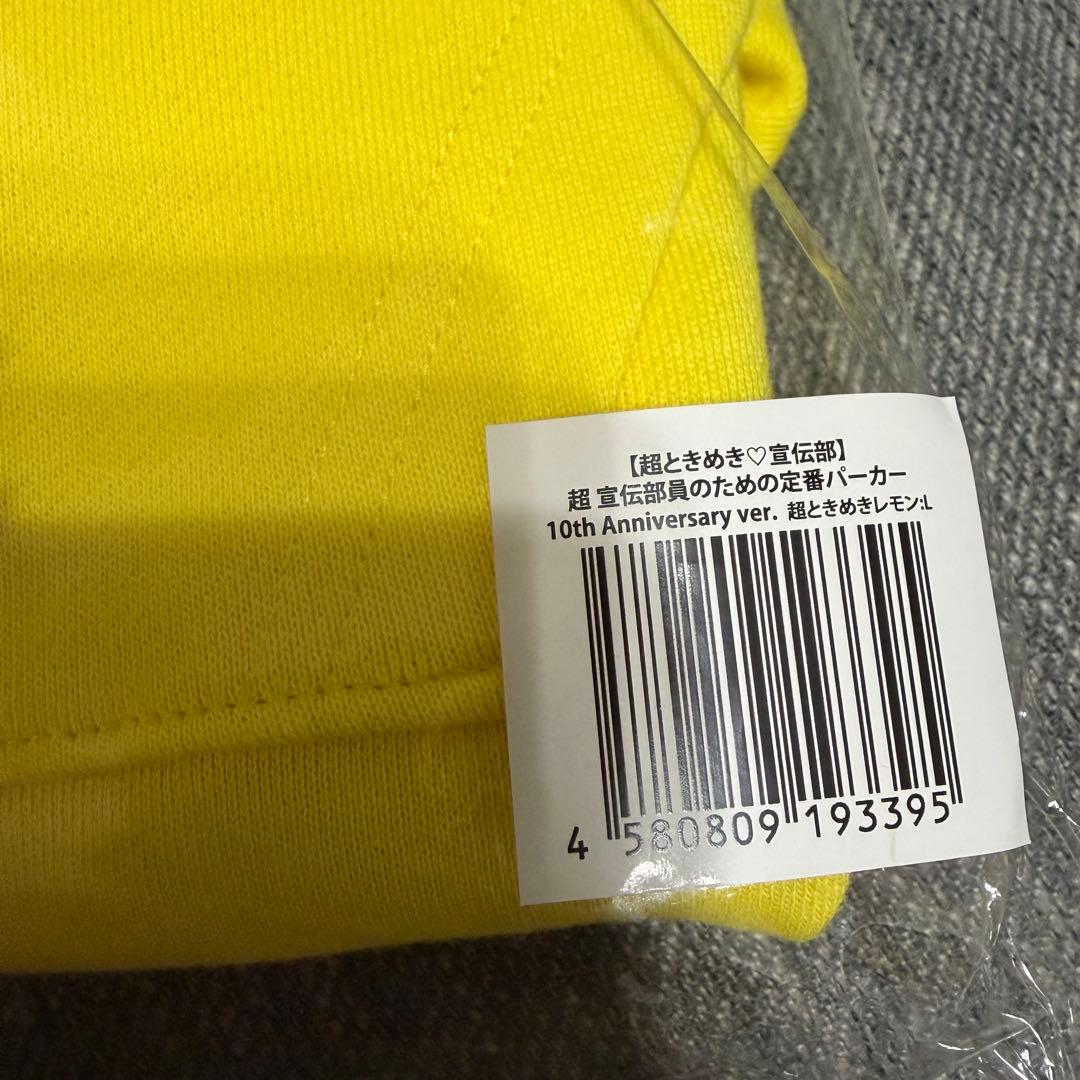 【超ときめき♡宣伝部】
超 宣伝部員のための定番パーカー
10th Anniversary ver. 超ときめきレモン:L
4 580809 193395